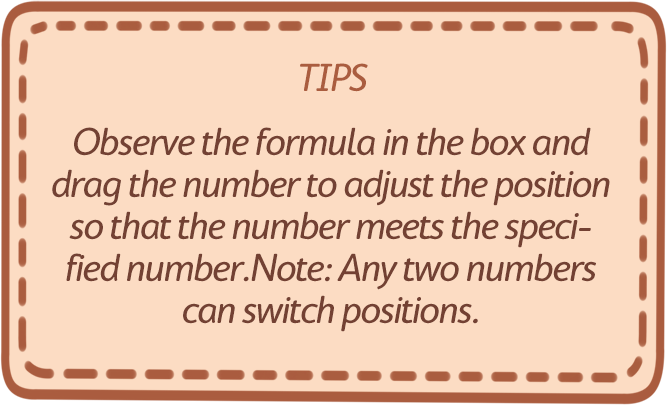 TIPS
Observe the formula in the box and
drag the number to adjust the position
so that the number meets the speci-
fied number.Note: Any two numbers
can switch positions.